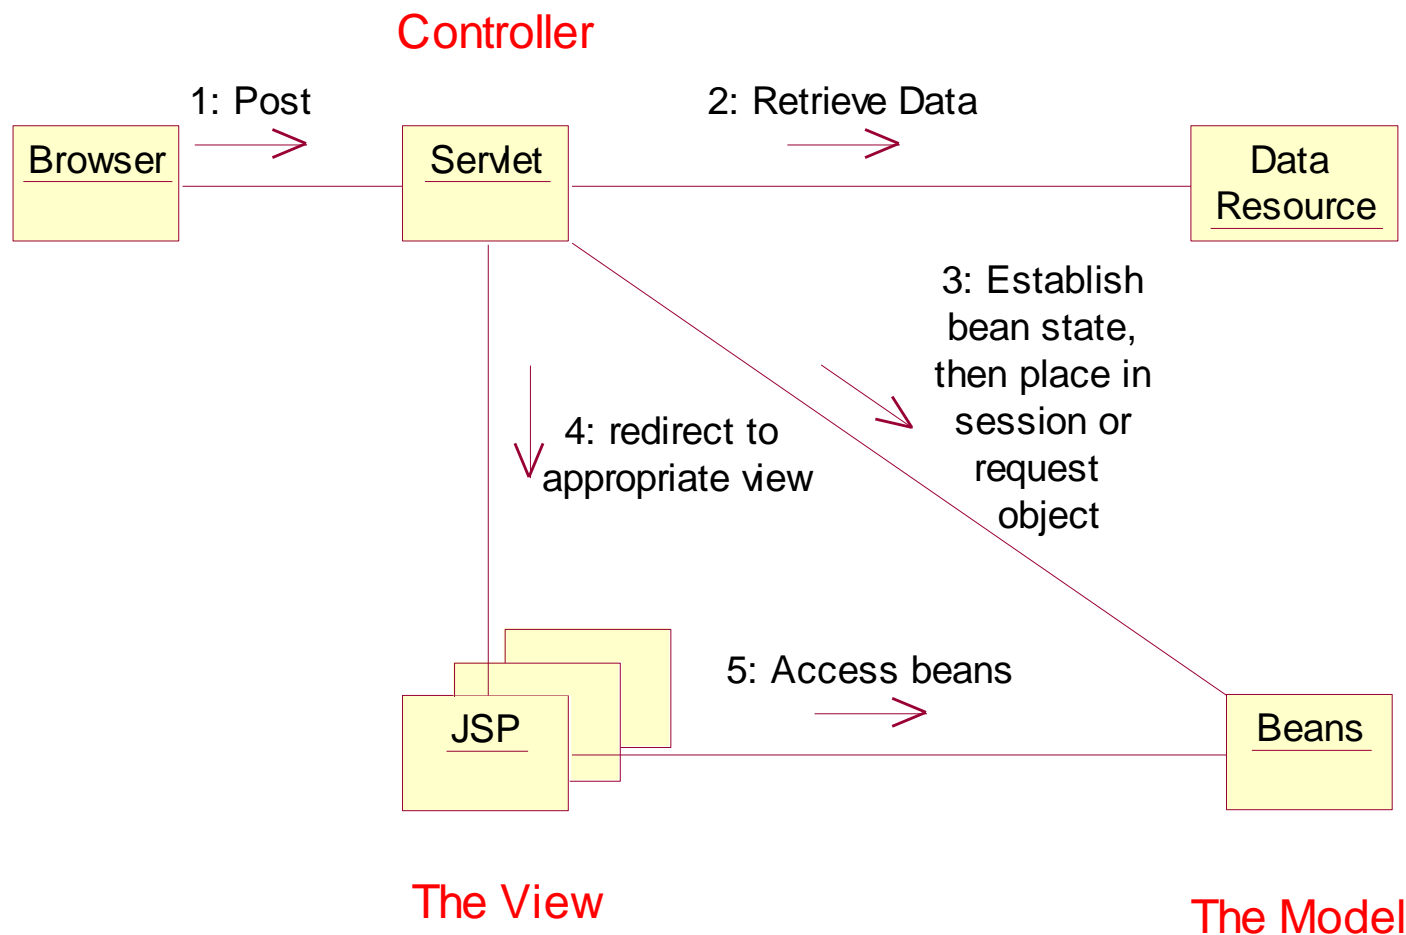 Controller
1: Post
2: Retrieve Data
Browser
Servlet
Data
Resource
3: Establish
bean state,
then place in
session or
request
object
4: redirect to
appropriate view
5: Access beans
JSP
Beans
The View
The Model